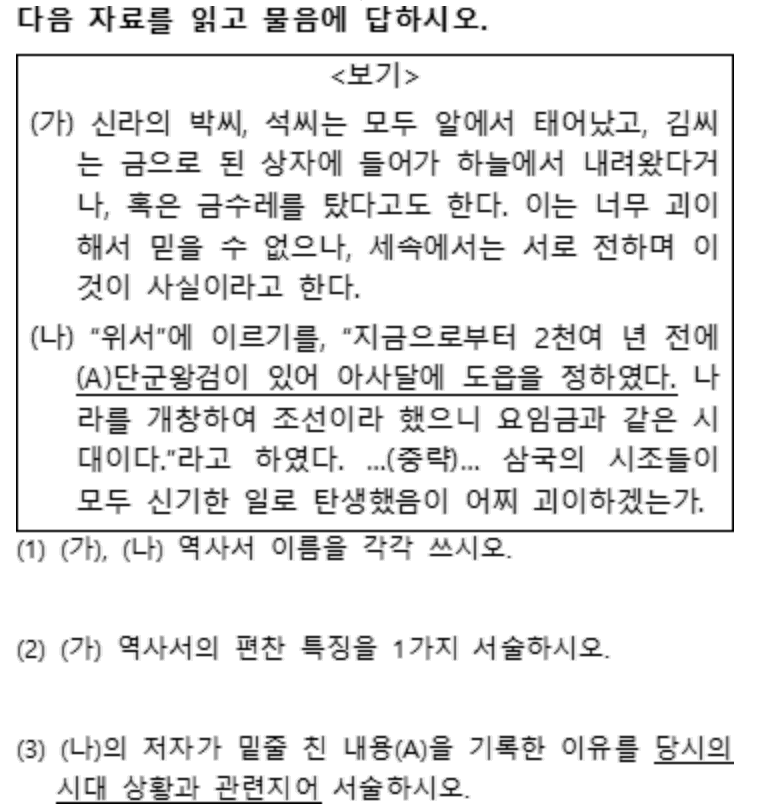 다음 자료를 읽고 물음에 답하시오.
<보기>
(가) 신라의 박씨, 석씨는 모두 알에서 태어났고, 김씨
는 금으로 된 상자에 들어가 하늘에서 내려왔다거
나, 혹은 금수레를 탔다고도 한다. 이는 너무 괴이
해서 믿을 수 없으나, 세속에서는 서로 전하며 이
것이 사실이라고 한다.
(나) “위서”에 이르기를, “지금으로부터 2천여 년 전에
(A)단군왕검이 있어 아사달에 도읍을 정하였다. 나
라를 개창하여 조선이라 했으니 요임금과 같은 시
대이다.”라고 하였다. ...(중략)... 삼국의 시조들이
모두 신기한 일로 탄생했음이 어찌 괴이하겠는가.
(1) (가), (나) 역사서 이름을 각각 쓰시오.
(2) (가) 역사서의 편찬 특징을 1가지 서술하시오.
(3) (나)의 저자가 밑줄 친 내용(A)을 기록한 이유를 당시의
시대 상황과 관련지어 서술하시오.